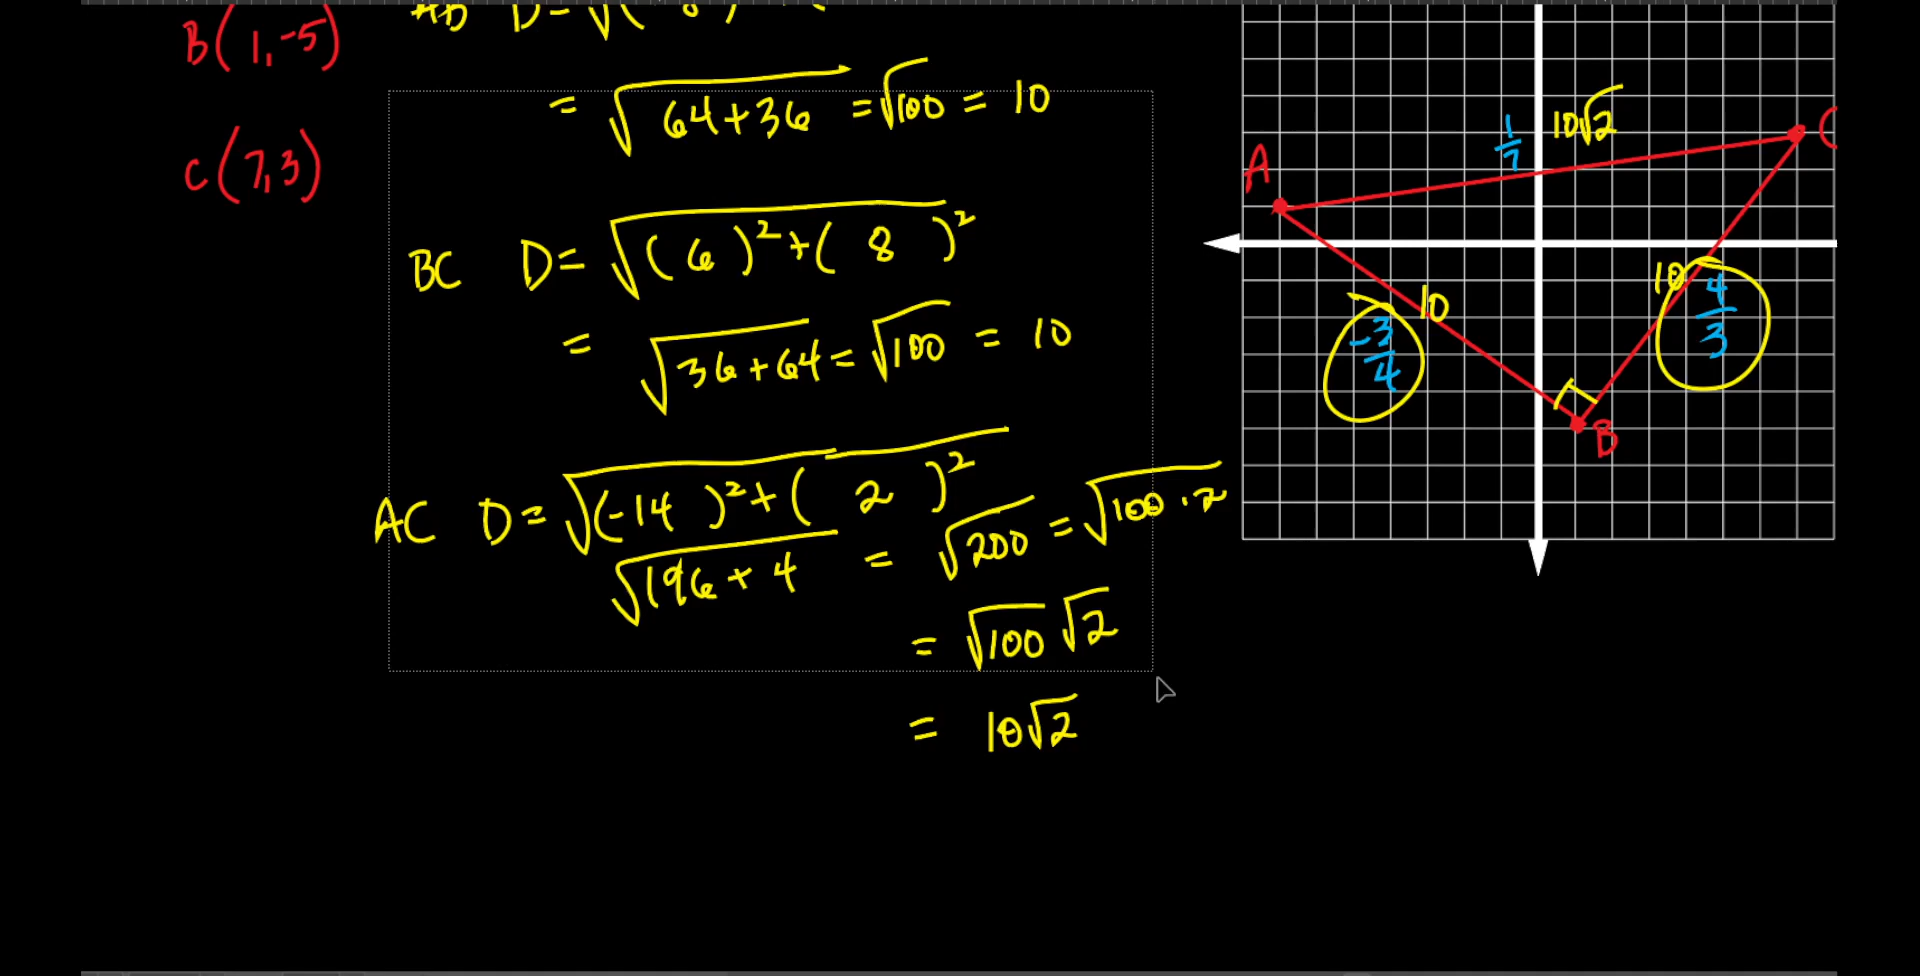 B(1,-5)
= √64+36 = √100 = 10
C(7,3)
BC D = √(6)²+(8)²
= √36+64 = √100 = 10
AC D = √(-14)²+(2)²
√196+4 = √200 = √100·2
= √100 √2
= 10√2
1/7
10√2
C
A
10
-3/4
10
4/3
B